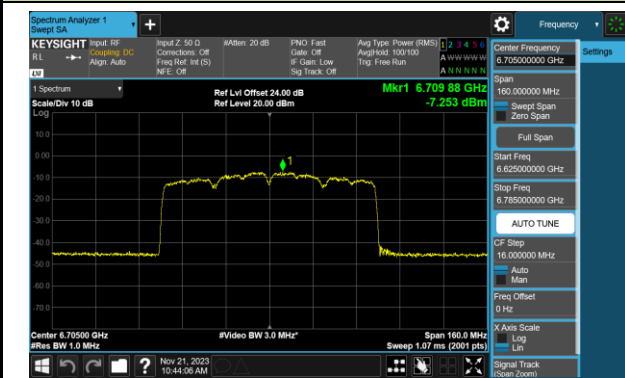 Spectrum Analyzer 1
Swept SA
Frequency
KEYSIGHT
Input: RF
Input Z: 50 Ω
#Atten: 20 dB
PNO: Fast
Avg Type: Power (RMS)
1 2 3 4 5 6
RL
Coupling: DC
Corrections: Off
Gate: Off
Avg|Hold: 100/100
A WW WW W
Align: Auto
Freq Ref: Int (S)
IF Gain: Low
Trig: Free Run
NFE: Off
Sig Track: Off
A N N N N N
LXI
1 Spectrum
Ref Lvl Offset 24.00 dB
Mkr1 6.709 88 GHz
Scale/Div 10 dB
Ref Level 20.00 dBm
-7.253 dBm
Log
10.0
0.00
-10.0
-20.0
-30.0
-40.0
-50.0
-60.0
-70.0
1
Center 6.70500 GHz
#Video BW 3.0 MHz*
Span 160.0 MHz
#Res BW 1.0 MHz
Sweep 1.07 ms (2001 pts)
Nov 21, 2023
10:44:06 AM
Center Frequency
6.705000000 GHz
Settings
Span
160.000000 MHz
Swept Span
Zero Span
Full Span
Start Freq
6.625000000 GHz
Stop Freq
6.785000000 GHz
AUTO TUNE
CF Step
16.000000 MHz
Auto
Man
Freq Offset
0 Hz
X Axis Scale
Log
Lin
Signal Track
(Span Zoom)